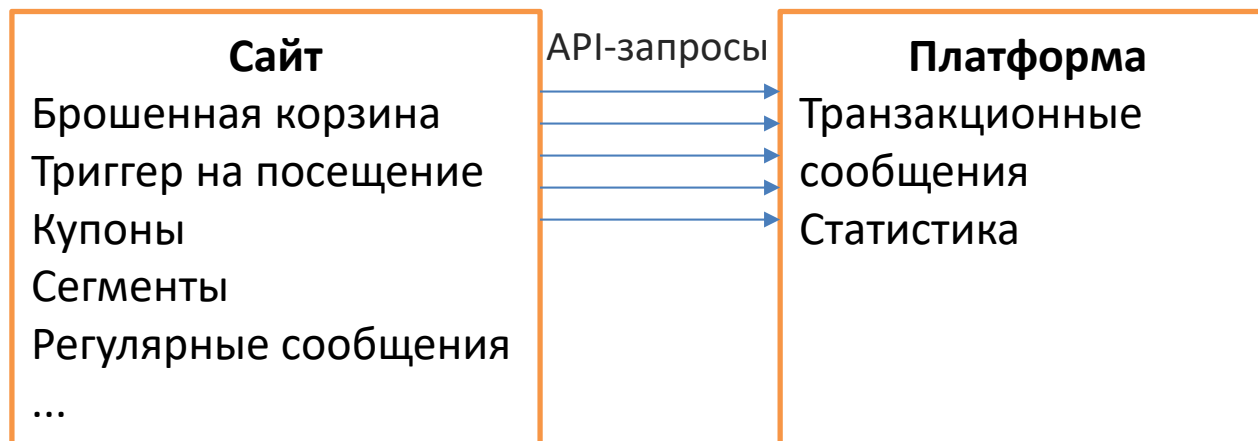 Сайт
Брошенная корзина
Триггер на посещение
Купоны
Сегменты
Регулярные сообщения
...
API-запросы
Платформа
Транзакционные
сообщения
Статистика